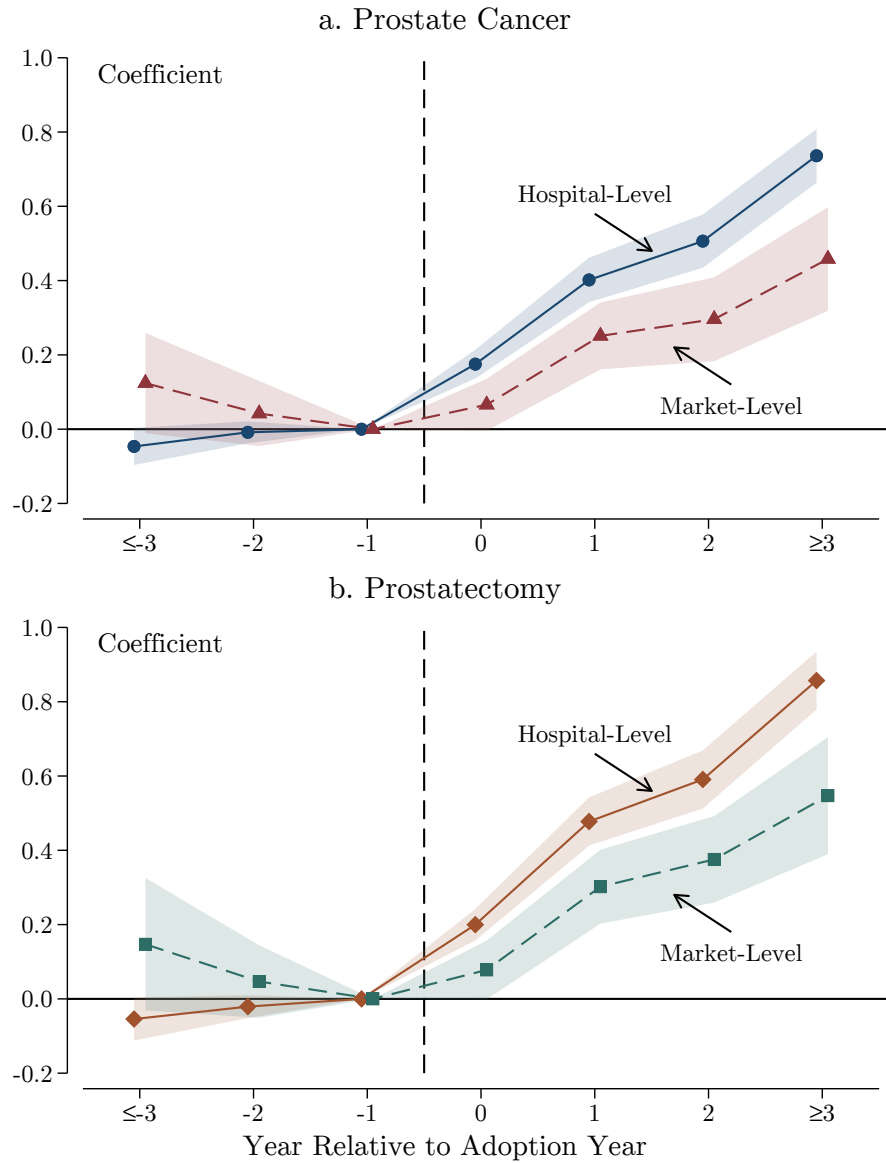 a. Prostate Cancer
1.0
Coefficient
0.8
Hospital-Level
0.6
0.4
0.2
Market-Level
0.0
-0.2
≤-3 -2 -1 0 1 2 ≥3
b. Prostatectomy
1.0
Coefficient
0.8
Hospital-Level
0.6
0.4
0.2
Market-Level
0.0
-0.2
≤-3 -2 -1 0 1 2 ≥3
Year Relative to Adoption Year